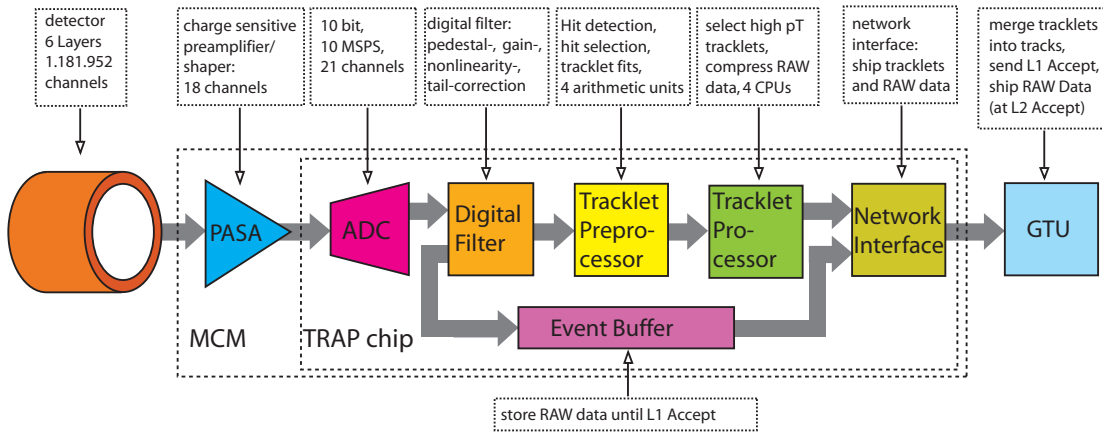 detector
6 Layers
1.181.952
channels
charge sensitive
preamplifier/
shaper:
18 channels
10 bit,
10 MSPS,
21 channels
digital filter:
pedestal-, gain-,
nonlinearity-,
tail-correction
Hit detection,
hit selection,
tracklet fits,
4 arithmetic units
select high pT
tracklets,
compress RAW
data, 4 CPUs
network
interface:
ship tracklets
and RAW data
merge tracklets
into tracks,
send L1 Accept,
ship RAW Data
(at L2 Accept)
PASA
ADC
Digital
Filter
Tracklet
Prepro-
cessor
Tracklet
Pro-
cessor
Network
Interface
GTU
Event Buffer
MCM
TRAP chip
store RAW data until L1 Accept